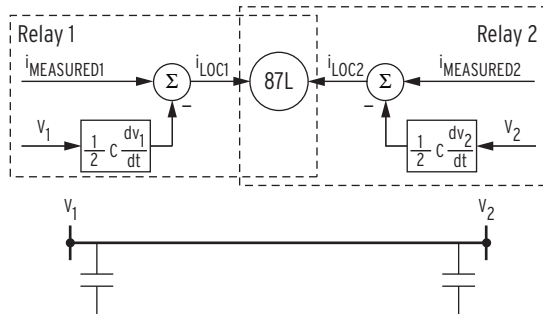 Relay 1
Relay 2
iMEASURED1
Σ
iLOC1
87L
iLOC2
Σ
iMEASURED2
−
−
V1
1/2 C dv1/dt
1/2 C dv2/dt
V2
V1
V2